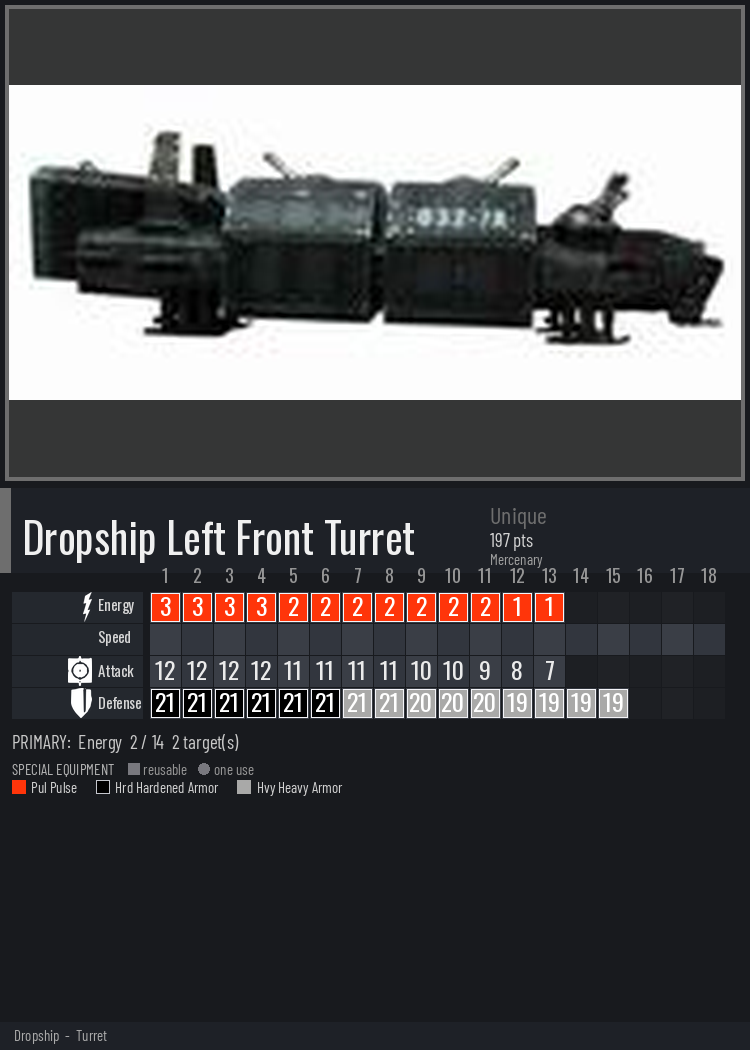 032-7A
Dropship Left Front Turret
Unique
197 pts
Mercenary
1 2 3 4 5 6 7 8 9 10 11 12 13 14 15 16 17 18
Energy 3 3 3 3 2 2 2 2 2 2 2 1 1
Speed
Attack 12 12 12 12 11 11 11 11 10 10 9 8 7
Defense 21 21 21 21 21 21 21 21 20 20 20 19 19 19 19
PRIMARY: Energy 2 / 14 2 target(s)
SPECIAL EQUIPMENT reusable one use
Pul Pulse Hrd Hardened Armor Hvy Heavy Armor
Dropship - Turret